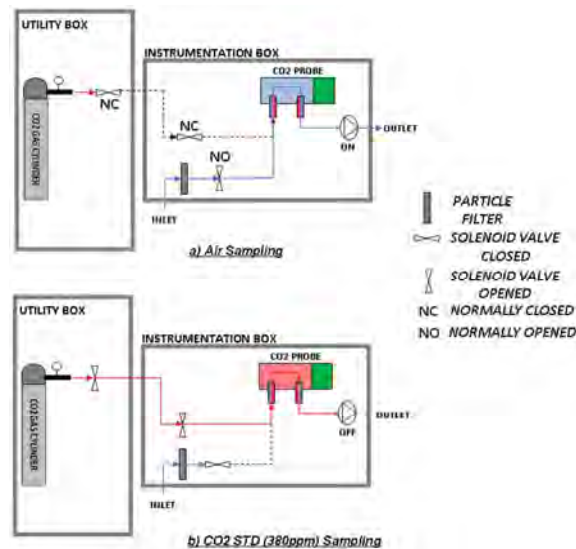 UTILITY BOX
INSTRUMENTATION BOX
CO2 PROBE
CO2 GAS CYLINDER
NC
NC
NO
ON
OUTLET
INLET
a) Air Sampling
PARTICLE
FILTER
SOLENOID VALVE
CLOSED
SOLENOID VALVE
OPENED
NC NORMALLY CLOSED
NO NORMALLY OPENED
UTILITY BOX
INSTRUMENTATION BOX
CO2 PROBE
CO2 GAS CYLINDER
OUTLET
OFF
INLET
b) CO2 STD (380ppm) Sampling